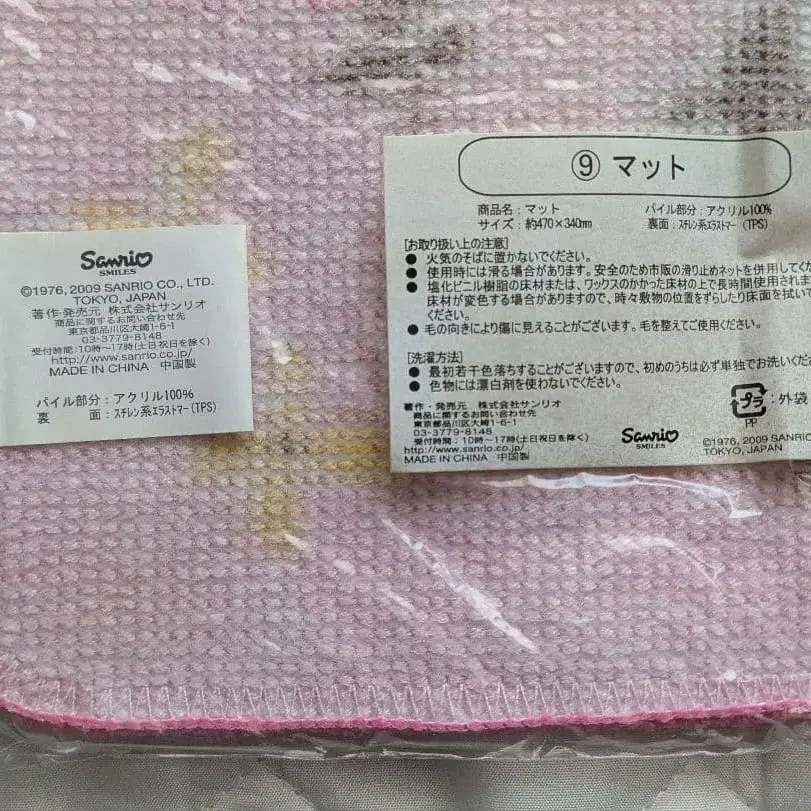 Sanrio
SMILES
©1976, 2009 SANRIO CO., LTD.
TOKYO, JAPAN
著作・発売元 株式会社サンリオ
商品に関するお問い合わせ先
東京都品川区大崎1-6-1
03-3779-8148
受付時間:10時~17時(土日祝日を除く)
http://www.sanrio.co.jp/
MADE IN CHINA 中国製
パイル部分:アクリル100%
裏 面:スチレン系エラストマー(TPS)
⑨ マット
商品名:マット パイル部分:アクリル100%
サイズ:約470×340mm 裏面:スチレン系エラストマー(TPS)
[お取り扱い上の注意]
● 火気のそばに置かないでください。
● 使用時には滑る場合があります。安全のため市販の滑り止めネットを併用してくだ
● 塩化ビニル樹脂の床材または、ワックスのかかった床材の上で長時間使用されます
床材が変色する場合がありますので、時々敷物の位置をずらしたり床面を拭いて
● 毛の向きにより傷に見えることがございます。毛を整えてご使用ください。
[洗濯方法]
● 最初若干色落ちすることがございますので、初めのうちは必ず単独でお洗いくだ
● 色物には漂白剤を使わないでください。
著作・発売元 株式会社サンリオ
商品に関するお問い合わせ先
東京都品川区大崎1-6-1
03-3779-8148
受付時間:10時~17時(土日祝日を除く)
http://www.sanrio.co.jp/
MADE IN CHINA 中国製
プラ
:外袋
PP
Sanrio
SMILES
©1976, 2009 SANRIO
TOKYO, JAPAN